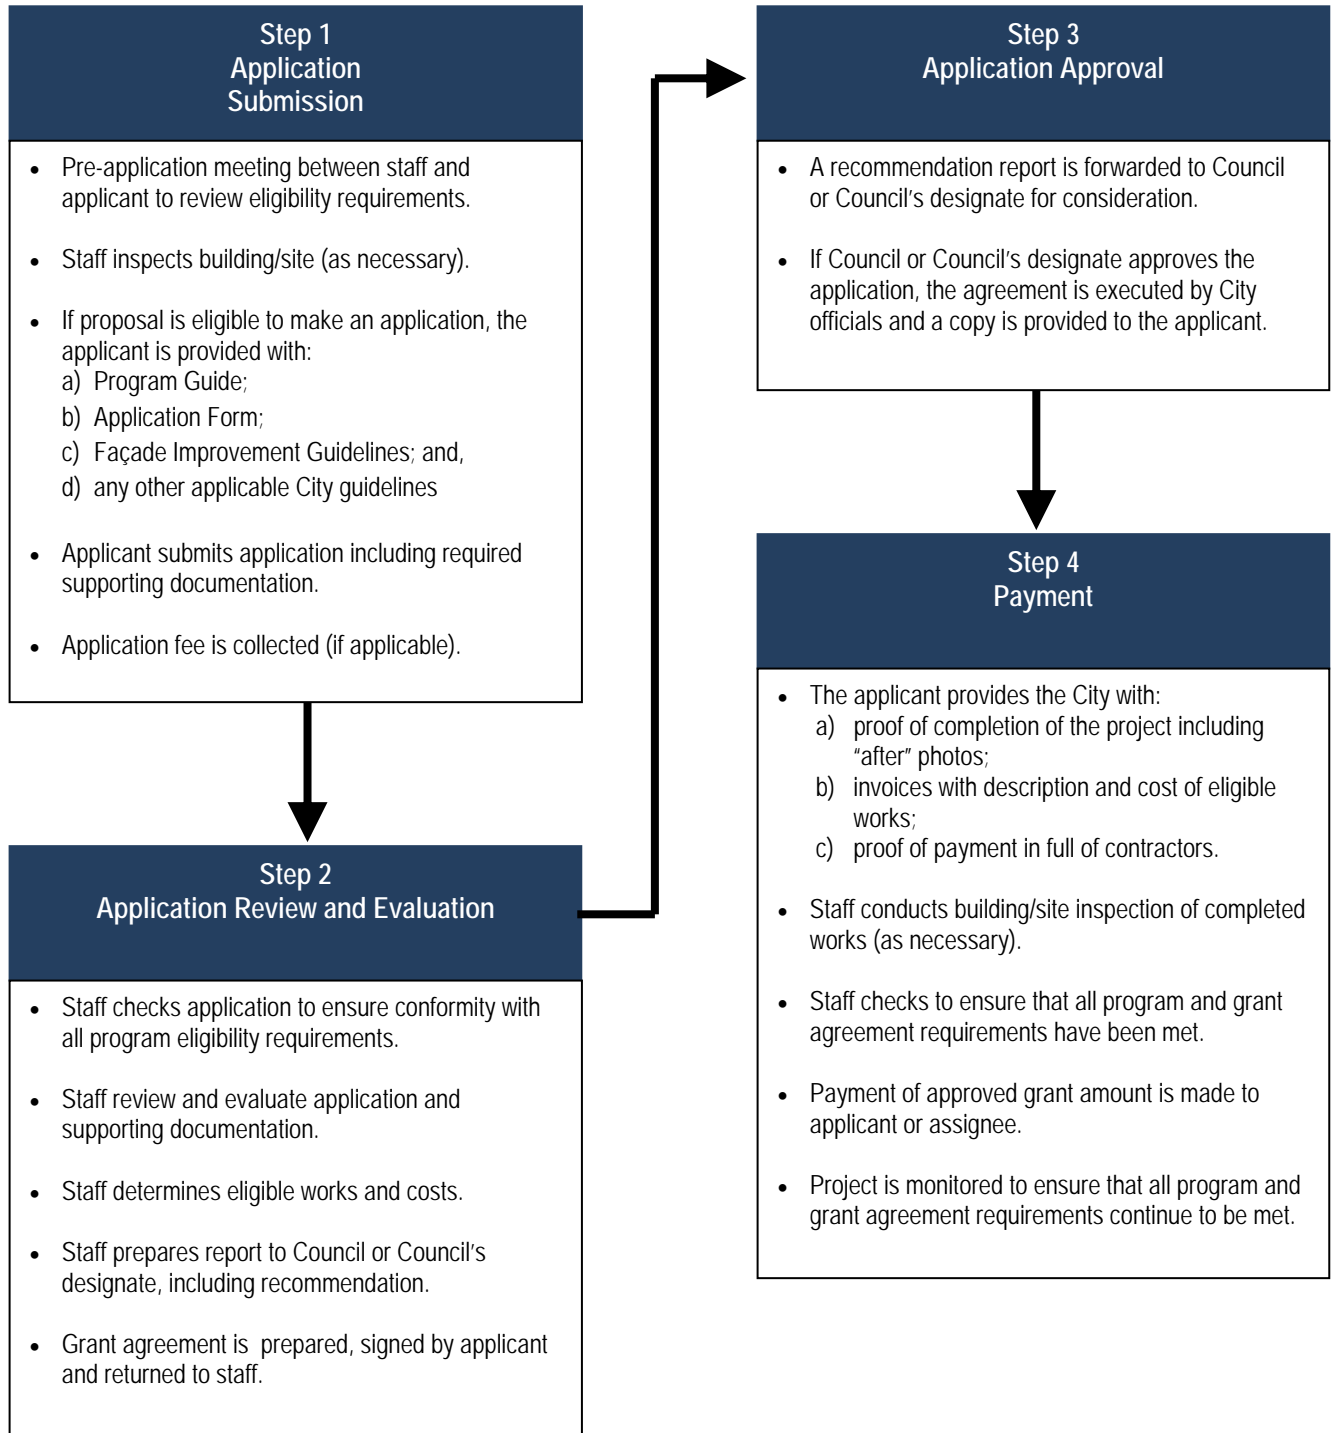 Step 1
Application
Submission
• Pre-application meeting between staff and
applicant to review eligibility requirements.
• Staff inspects building/site (as necessary).
• If proposal is eligible to make an application, the
applicant is provided with:
a) Program Guide;
b) Application Form;
c) Façade Improvement Guidelines; and,
d) any other applicable City guidelines
• Applicant submits application including required
supporting documentation.
• Application fee is collected (if applicable).
Step 2
Application Review and Evaluation
• Staff checks application to ensure conformity with
all program eligibility requirements.
• Staff review and evaluate application and
supporting documentation.
• Staff determines eligible works and costs.
• Staff prepares report to Council or Council's
designate, including recommendation.
• Grant agreement is prepared, signed by applicant
and returned to staff.
Step 3
Application Approval
• A recommendation report is forwarded to Council
or Council's designate for consideration.
• If Council or Council's designate approves the
application, the agreement is executed by City
officials and a copy is provided to the applicant.
Step 4
Payment
• The applicant provides the City with:
a) proof of completion of the project including
"after" photos;
b) invoices with description and cost of eligible
works;
c) proof of payment in full of contractors.
• Staff conducts building/site inspection of completed
works (as necessary).
• Staff checks to ensure that all program and grant
agreement requirements have been met.
• Payment of approved grant amount is made to
applicant or assignee.
• Project is monitored to ensure that all program and
grant agreement requirements continue to be met.